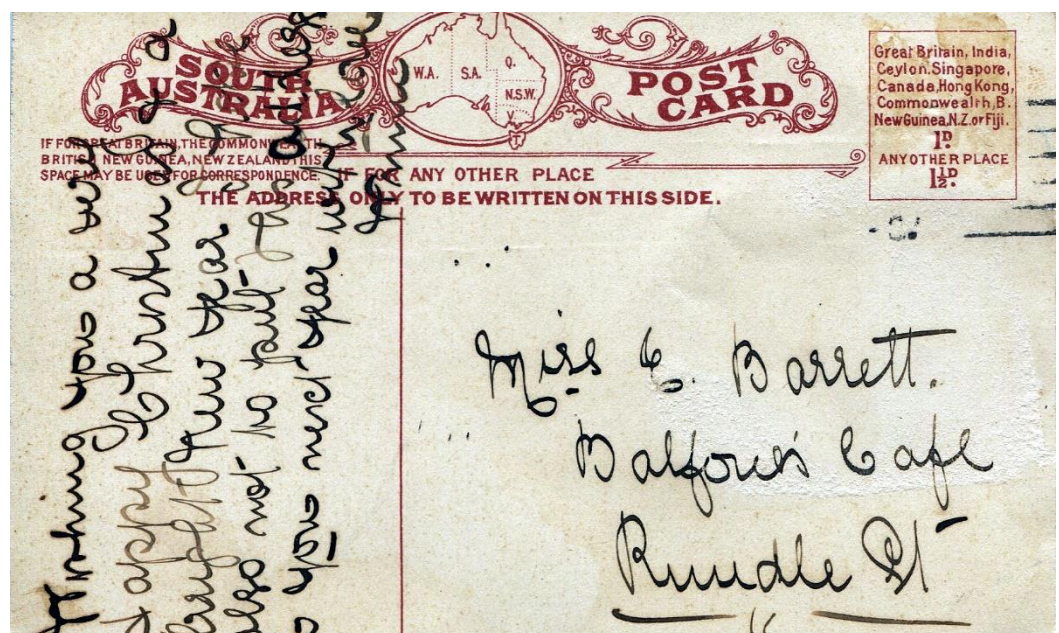 SOUTH
AUSTRALIA
W.A. S.A. Q.
N.S.W.
V.
POST
CARD
Great Britain, India,
Ceylon, Singapore,
Canada, Hong Kong,
Commonwealth, B.
New Guinea, N.Z. or Fiji.
1D.
ANY OTHER PLACE
1½D.
IF FOR GREAT BRITAIN, THE COMMONWEALTH
BRITISH NEW GUINEA, NEW ZEALAND THIS
SPACE MAY BE USED FOR CORRESPONDENCE.
IF FOR ANY OTHER PLACE
THE ADDRESS ONLY TO BE WRITTEN ON THIS SIDE.
Wishing you a very
Happy Christmas & a
Bright New Year
also not to put
you next year
Miss E. Barrett.
Balfour's Cafe
Rundle St